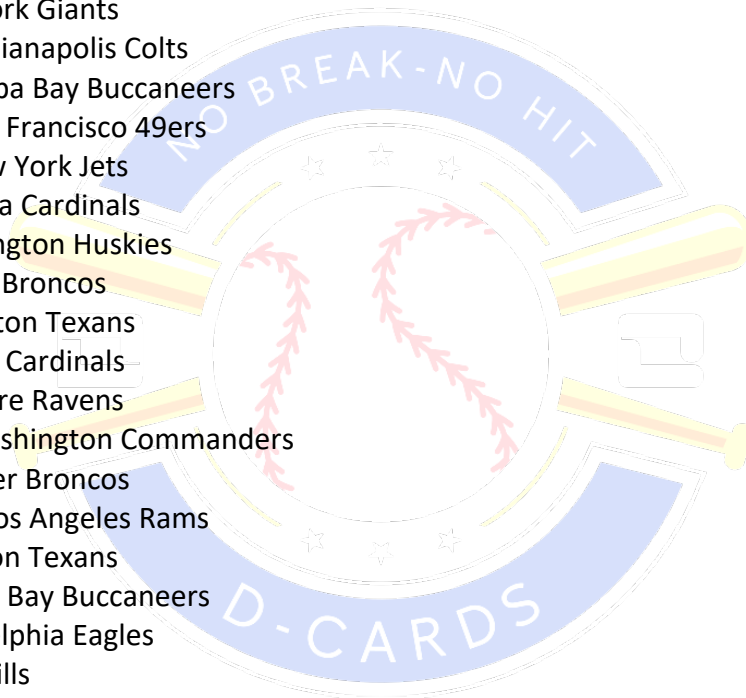 ork Giants
ianapolis Colts
pa Bay Buccaneers
Francisco 49ers
w York Jets
a Cardinals
ngton Huskies
Broncos
ton Texans
Cardinals
re Ravens
shington Commanders
er Broncos
os Angeles Rams
on Texans
Bay Buccaneers
lphia Eagles
ills
NO BREAK-NO HIT
D-CARDS